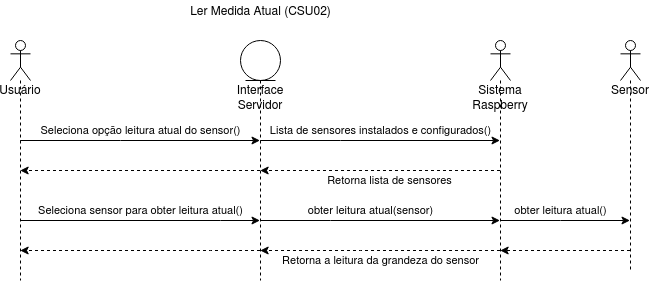 Ler Medida Atual (CSU02)
Usuário
Interface
Servidor
Sistema
Raspberry
Sensor
Seleciona opção leitura atual do sensor()
Lista de sensores instalados e configurados()
Retorna lista de sensores
Seleciona sensor para obter leitura atual()
obter leitura atual(sensor)
obter leitura atual()
Retorna a leitura da grandeza do sensor